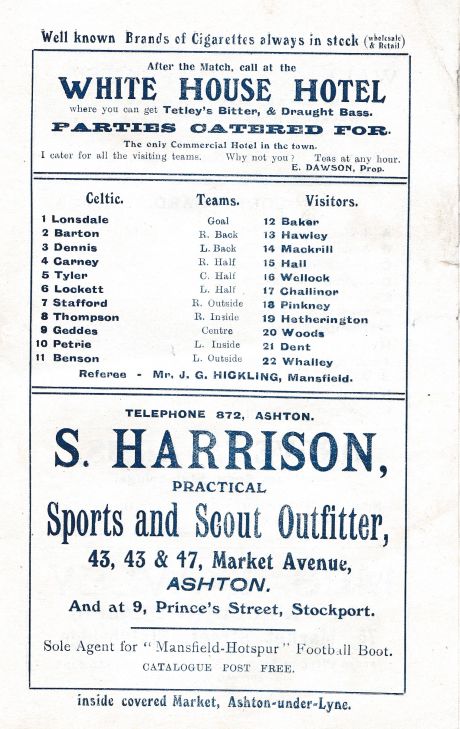 Well known Brands of Cigarettes always in stock (wholesale & Retail)
After the Match, call at the
WHITE HOUSE HOTEL
where you can get Tetley's Bitter, & Draught Bass.
PARTIES CATERED FOR.
The only Commercial Hotel in the town.
I cater for all the visiting teams. Why not you? Teas at any hour.
E. DAWSON, Prop.
Celtic. Teams. Visitors.
1 Lonsdale Goal 12 Baker
2 Barton R. Back 13 Hawley
3 Dennis L. Back 14 Mackrill
4 Carney R. Half 15 Hall
5 Tyler C. Half 16 Wellock
6 Lockett L. Half 17 Challinor
7 Stafford R. Outside 18 Pinkney
8 Thompson R. Inside 19 Hetherington
9 Geddes Centre 20 Woods
10 Petrie L. Inside 21 Dent
11 Benson L. Outside 22 Whalley
Referee - Mr. J. G. HICKLING, Mansfield.
TELEPHONE 872, ASHTON.
S. HARRISON,
PRACTICAL
Sports and Scout Outfitter,
43, 43 & 47, Market Avenue,
ASHTON.
And at 9, Prince's Street, Stockport.
Sole Agent for "Mansfield-Hotspur" Football Boot.
CATALOGUE POST FREE.
inside covered Market, Ashton-under-Lyne.